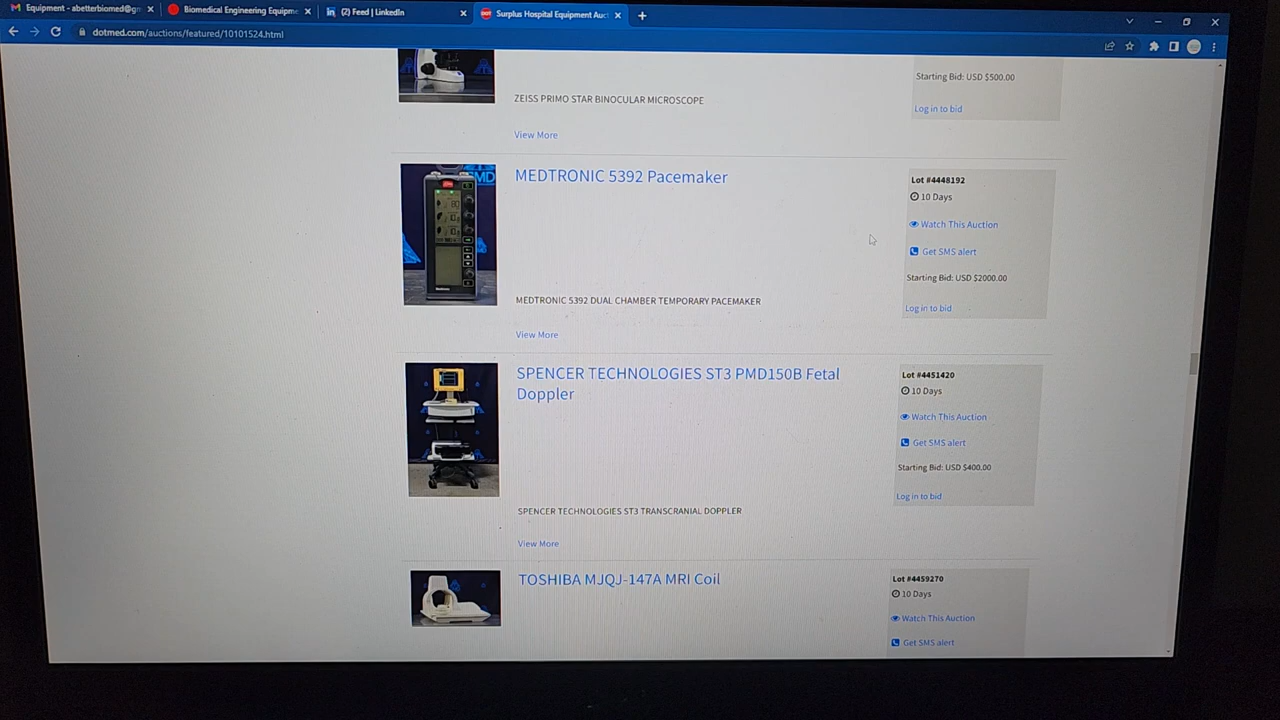 Equipment - abetterbiomed@gm
Biomedical Engineering Equipme
(2) Feed | LinkedIn
DOT
Surplus Hospital Equipment Auct
dotmed.com/auctions/featured/10101524.html
Starting Bid: USD $500.00
ZEISS PRIMO STAR BINOCULAR MICROSCOPE
Log in to bid
View More
MEDTRONIC 5392 Pacemaker
Lot #4448192
10 Days
Watch This Auction
Get SMS alert
Starting Bid: USD $2000.00
MEDTRONIC 5392 DUAL CHAMBER TEMPORARY PACEMAKER
Log in to bid
View More
SPENCER TECHNOLOGIES ST3 PMD150B Fetal
Doppler
Lot #4451420
10 Days
Watch This Auction
Get SMS alert
Starting Bid: USD $400.00
Log in to bid
SPENCER TECHNOLOGIES ST3 TRANSCRANIAL DOPPLER
View More
TOSHIBA MJQJ-147A MRI Coil
Lot #4459270
10 Days
Watch This Auction
Get SMS alert